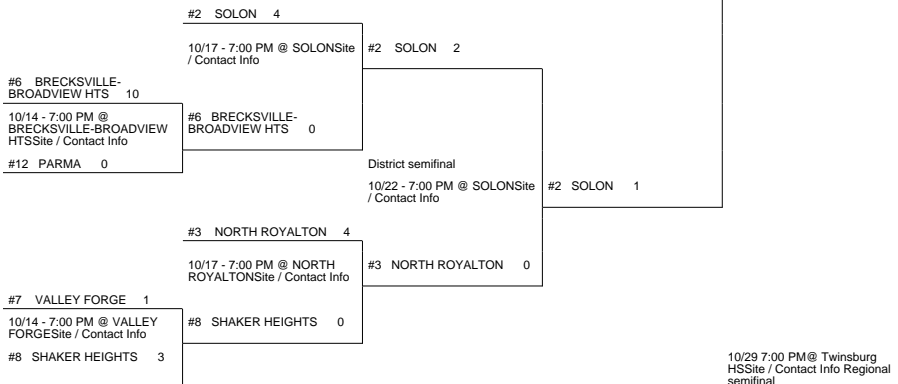 #2 SOLON 4
10/17 - 7:00 PM @ SOLONSite
/ Contact Info
#2 SOLON 2
#6 BRECKSVILLE-
BROADVIEW HTS 10
10/14 - 7:00 PM @
BRECKSVILLE-BROADVIEW
HTSSite / Contact Info
#6 BRECKSVILLE-
BROADVIEW HTS 0
#12 PARMA 0
District semifinal
10/22 - 7:00 PM @ SOLONSite
/ Contact Info
#2 SOLON 1
#3 NORTH ROYALTON 4
10/17 - 7:00 PM @ NORTH
ROYALTONSite / Contact Info
#3 NORTH ROYALTON 0
#7 VALLEY FORGE 1
10/14 - 7:00 PM @ VALLEY
FORGESite / Contact Info
#8 SHAKER HEIGHTS 0
#8 SHAKER HEIGHTS 3
10/29 7:00 PM@ Twinsburg
HSSite / Contact Info Regional
semifinal